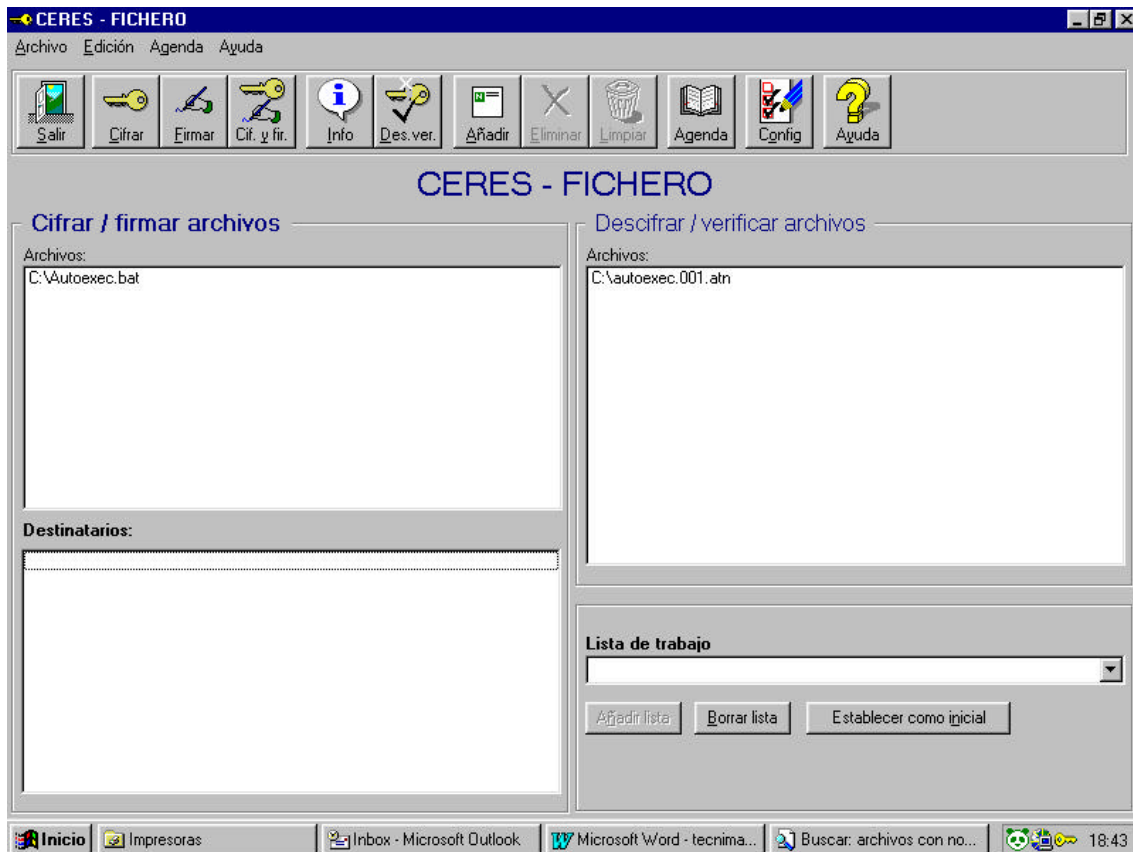 CERES - FICHERO
Archivo Edición Agenda Ayuda
Salir Cifrar Firmar Cif. y fir. Info Des.ver. Añadir Eliminar Limpiar Agenda Config Ayuda
CERES - FICHERO
Cifrar / firmar archivos
Archivos:
C:\Autoexec.bat
Destinatarios:
Descifrar / verificar archivos
Archivos:
C:\autoexec.001.atn
Lista de trabajo
Añadir lista Borrar lista Establecer como inicial
Inicio Impresoras Inbox - Microsoft Outlook Microsoft Word - tecnima... Buscar: archivos con no... 18:43